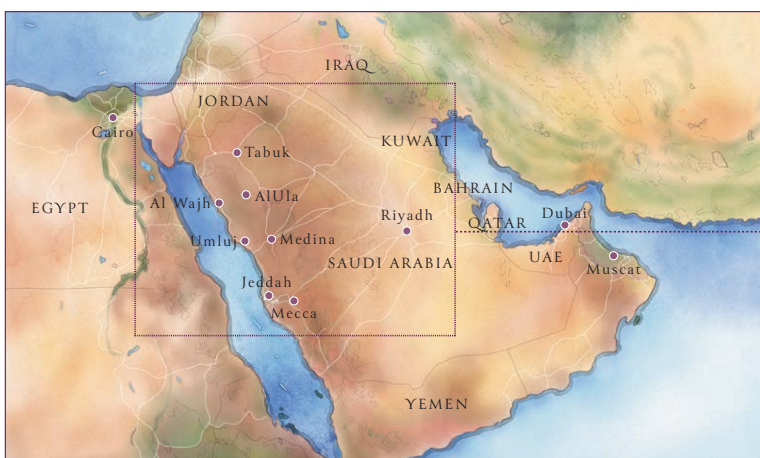 IRAQ
JORDAN
Cairo
KUWAIT
Tabuk
BAHRAIN
AlUla
Al Wajh
EGYPT
Riyadh
Dubai
QATAR
Umluj
Medina
UAE
SAUDI ARABIA
Muscat
Jeddah
Mecca
YEMEN